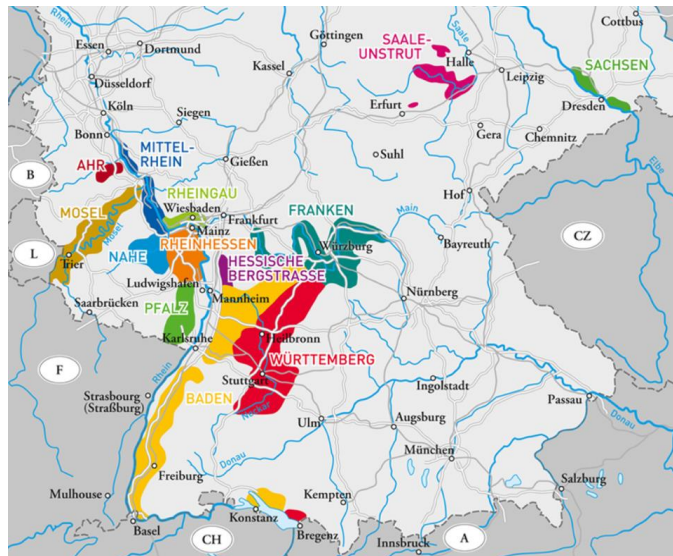 Rhein
Essen
Dortmund
Düsseldorf
Köln
Bonn
Siegen
Göttingen
Kassel
Gießen
SAALE-
UNSTRUT
Saale
Halle
Leipzig
Erfurt
Gera
Suhl
Chemnitz
Cottbus
SACHSEN
Dresden
Elbe
Hof
B
AHR
MITTEL-
RHEIN
MOSEL
Mosel
RHEINGAU
Wiesbaden
Mainz
Frankfurt
FRANKEN
Main
Würzburg
Bayreuth
CZ
L
Trier
NAHE
RHEINHESSEN
HESSISCHE
BERGSTRASSE
Ludwigshafen
Mannheim
Nürnberg
Saarbrücken
PFALZ
Karlsruhe
Heilbronn
WÜRTTEMBERG
F
Rhein
Strasbourg
(Straßburg)
BADEN
Stuttgart
Neckar
Ingolstadt
Passau
Donau
Ulm
Augsburg
Donau
München
Freiburg
Mulhouse
Basel
Konstanz
Kempten
Bregenz
Salzburg
CH
Innsbruck
A